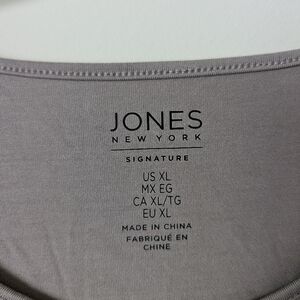 JONES
NEW YORK
SIGNATURE
US XL
MX EG
CA XL/TG
EU XL
MADE IN CHINA
FABRIQUÉ EN
CHINE